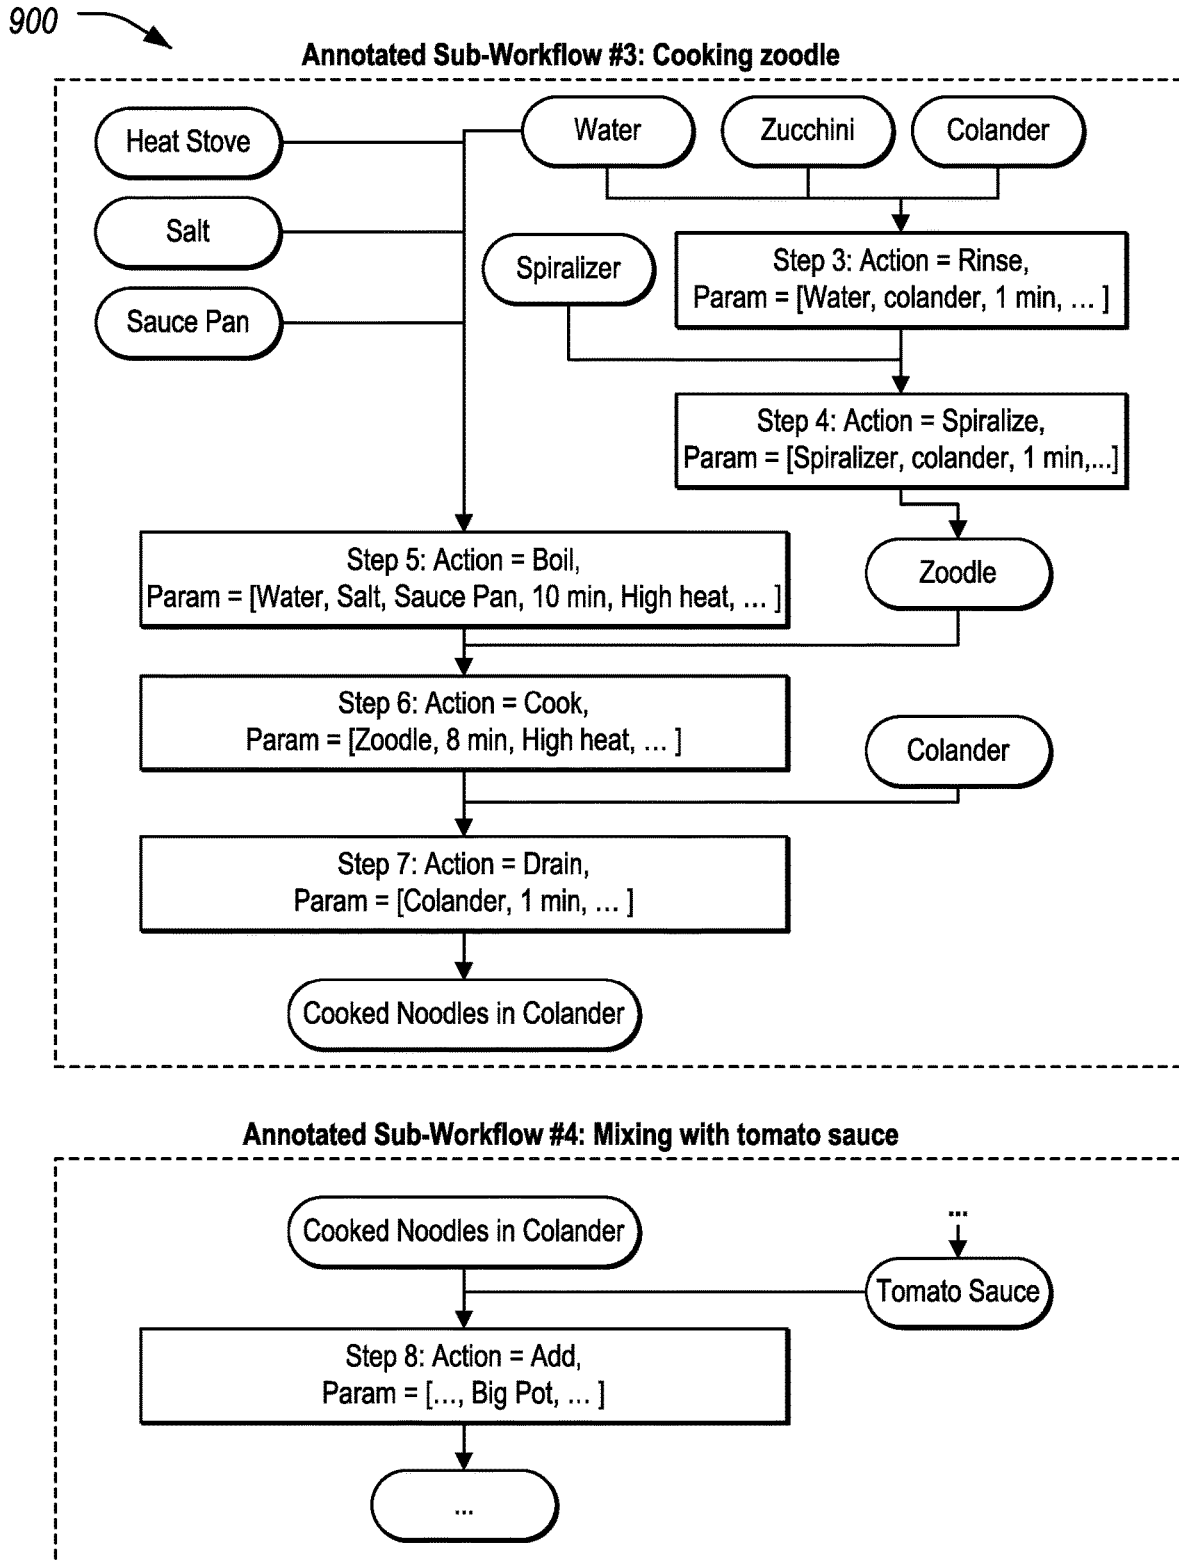 900
Annotated Sub-Workflow #3: Cooking zoodle
Heat Stove
Water
Zucchini
Colander
Salt
Spiralizer
Step 3: Action = Rinse,
Param = [Water, colander, 1 min, ... ]
Sauce Pan
Step 4: Action = Spiralize,
Param = [Spiralizer, colander, 1 min,...]
Step 5: Action = Boil,
Param = [Water, Salt, Sauce Pan, 10 min, High heat, ... ]
Zoodle
Step 6: Action = Cook,
Param = [Zoodle, 8 min, High heat, ... ]
Colander
Step 7: Action = Drain,
Param = [Colander, 1 min, ... ]
Cooked Noodles in Colander
Annotated Sub-Workflow #4: Mixing with tomato sauce
Cooked Noodles in Colander
...
Tomato Sauce
Step 8: Action = Add,
Param = [..., Big Pot, ... ]
...